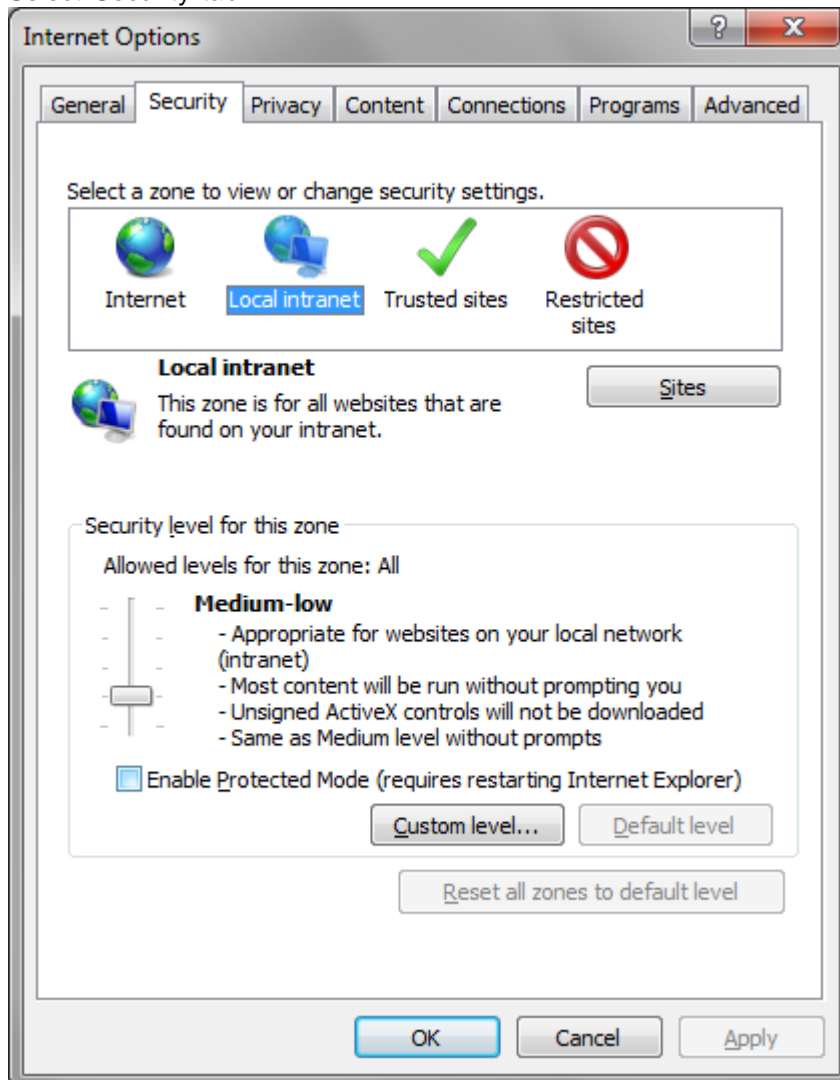 Internet Options
General Security Privacy Content Connections Programs Advanced
Select a zone to view or change security settings.
Internet Local intranet Trusted sites Restricted
sites
Local intranet
Sites
This zone is for all websites that are
found on your intranet.
Security level for this zone
Allowed levels for this zone: All
Medium-low
- Appropriate for websites on your local network
(intranet)
- Most content will be run without prompting you
- Unsigned ActiveX controls will not be downloaded
- Same as Medium level without prompts
Enable Protected Mode (requires restarting Internet Explorer)
Custom level... Default level
Reset all zones to default level
OK Cancel Apply